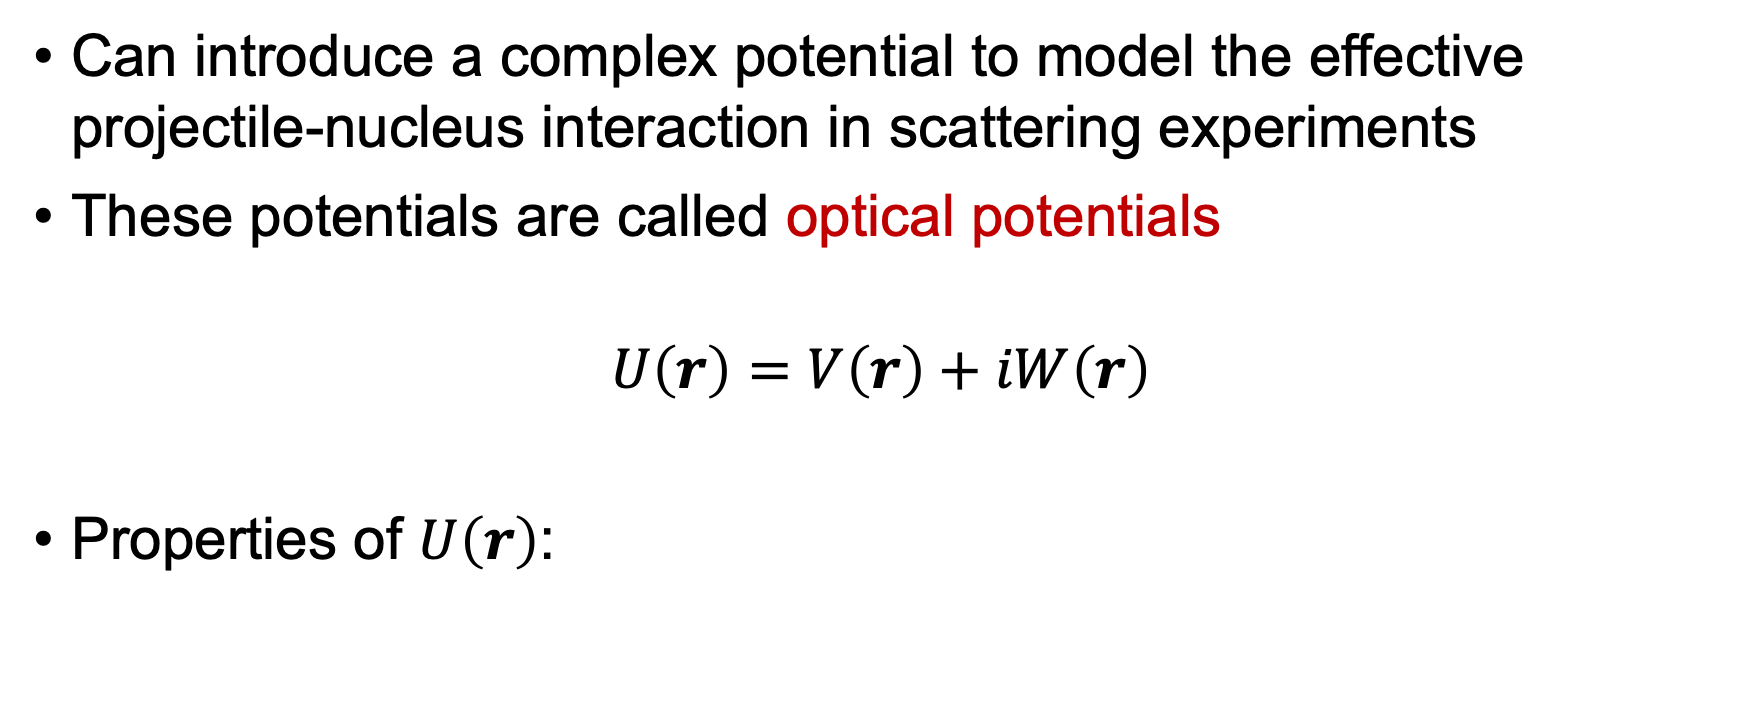 • Can introduce a complex potential to model the effective
projectile-nucleus interaction in scattering experiments
• These potentials are called optical potentials
U(r) = V(r) + iW(r)
• Properties of U(r):